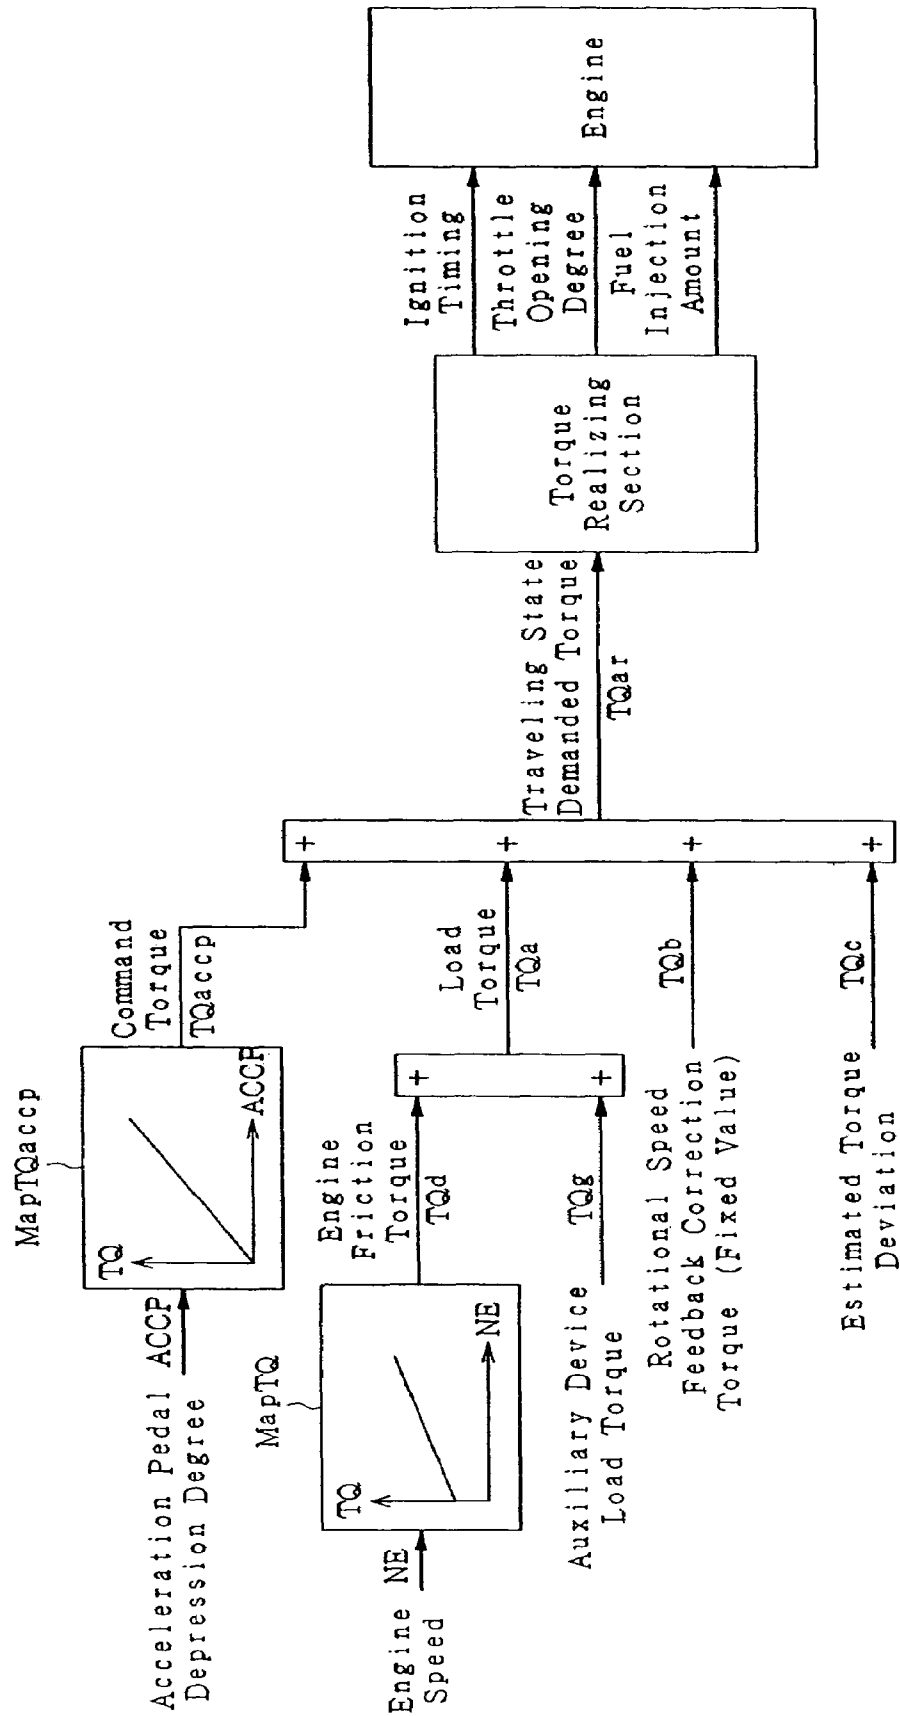 MapTQaccp
TQ
ACCP
Acceleration Pedal ACCP
Depression Degree
Command
Torque
TQaccp
MapTQ
TQ
NE
Engine NE
Speed
Engine
Friction
Torque
TQd
Auxiliary Device TQg
Load Torque
+
+
Load
Torque
TQa
Rotational Speed TQb
Feedback Correction
Torque (Fixed Value)
Estimated Torque TQc
Deviation
+
+
+
+
Traveling State
Demanded Torque
TQar
Torque
Realizing
Section
Ignition
Timing
Throttle
Opening
Degree
Fuel
Injection
Amount
Engine